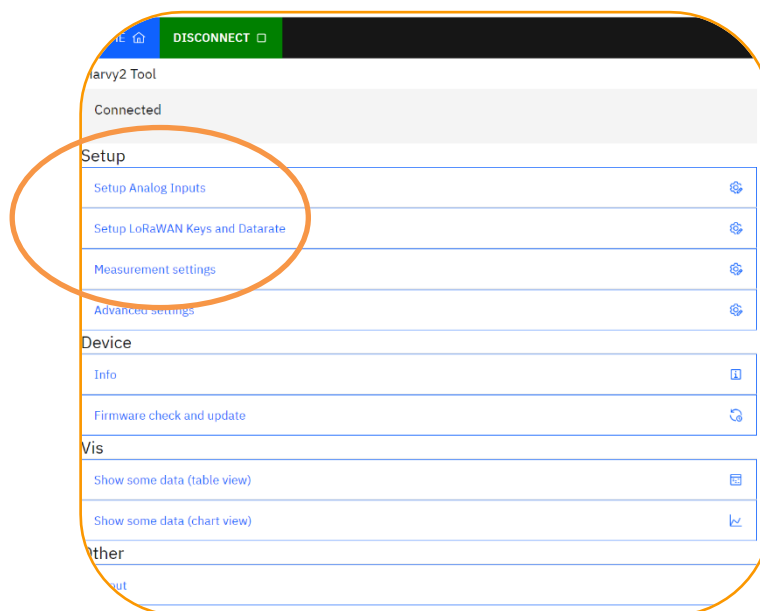 DISCONNECT
Tool
Connected
Setup
Setup Analog Inputs
Setup LoRaWAN Keys and Datarate
Measurement settings
Advanced settings
Device
Info
Firmware check and update
Vis
Show some data (table view)
Show some data (chart view)